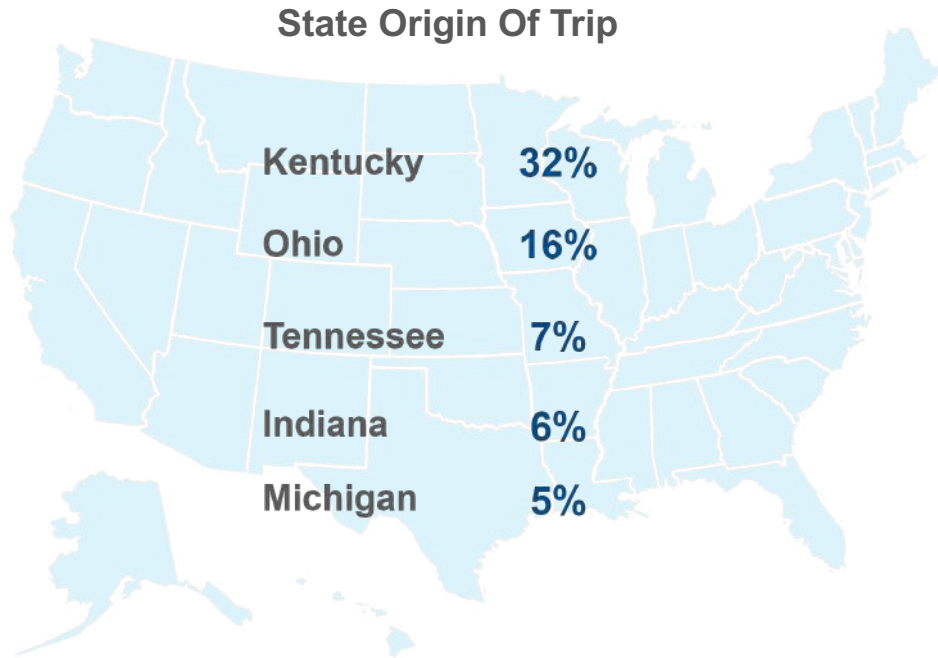 State Origin Of Trip
Kentucky 32%
Ohio 16%
Tennessee 7%
Indiana 6%
Michigan 5%